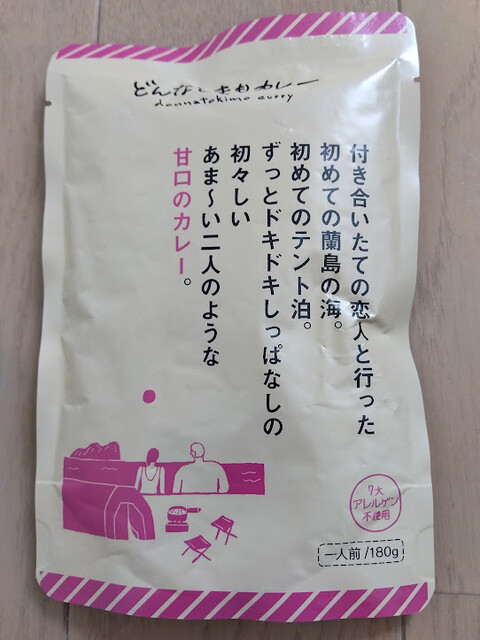 どんなときもカレー
donnatokimo curry
付き合いたての恋人と行った
初めての蘭島の海。
初めてのテント泊。
ずっとドキドキしっぱなしの
初々しい
あま〜い二人のような
甘口のカレー。
7大
アレルゲン
不使用
一人前/180g